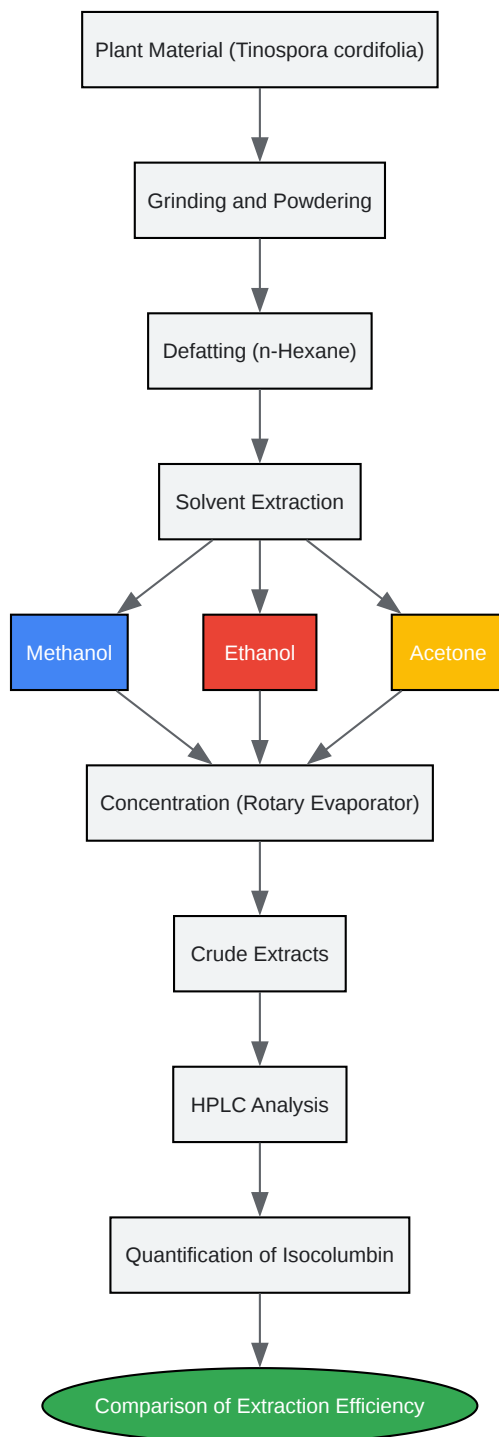 Plant Material (Tinospora cordifolia)
Grinding and Powdering
Defatting (n-Hexane)
Solvent Extraction
Methanol
Ethanol
Acetone
Concentration (Rotary Evaporator)
Crude Extracts
HPLC Analysis
Quantification of Isocolumbin
Comparison of Extraction Efficiency